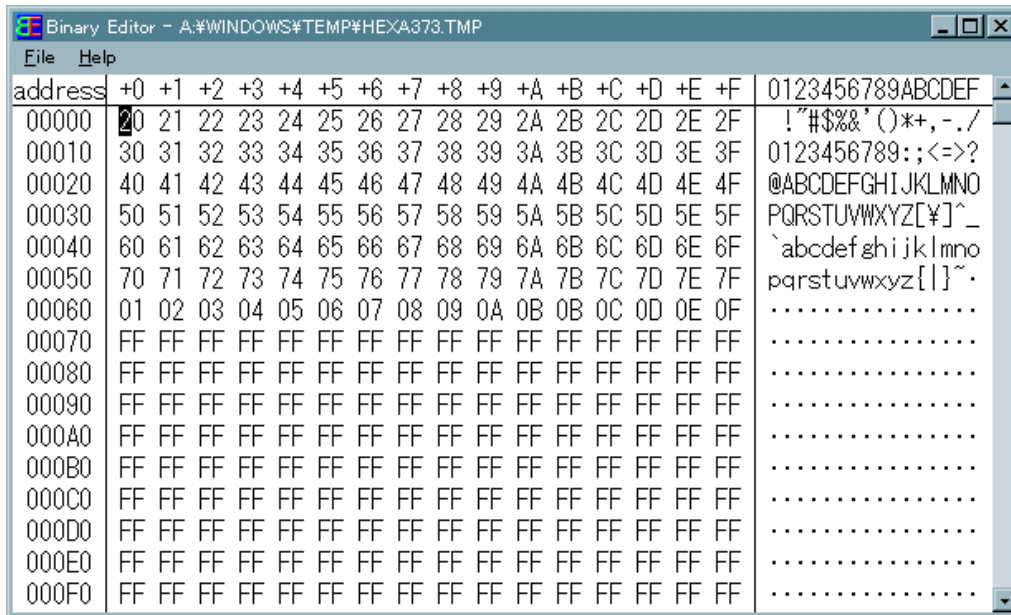 Binary Editor - A:¥WINDOWS¥TEMP¥HEXA373.TMP
File Help
address +0 +1 +2 +3 +4 +5 +6 +7 +8 +9 +A +B +C +D +E +F 0123456789ABCDEF
00000 20 21 22 23 24 25 26 27 28 29 2A 2B 2C 2D 2E 2F !"#$%&'()*+,-./
00010 30 31 32 33 34 35 36 37 38 39 3A 3B 3C 3D 3E 3F 0123456789:;<=>?
00020 40 41 42 43 44 45 46 47 48 49 4A 4B 4C 4D 4E 4F @ABCDEFGHIJKLMNO
00030 50 51 52 53 54 55 56 57 58 59 5A 5B 5C 5D 5E 5F PQRSTUVWXYZ[¥]^_
00040 60 61 62 63 64 65 66 67 68 69 6A 6B 6C 6D 6E 6F `abcdefghijklmno
00050 70 71 72 73 74 75 76 77 78 79 7A 7B 7C 7D 7E 7F pqrstuvwxyz{|}~·
00060 01 02 03 04 05 06 07 08 09 0A 0B 0B 0C 0D 0E 0F ················
00070 FF FF FF FF FF FF FF FF FF FF FF FF FF FF FF FF ················
00080 FF FF FF FF FF FF FF FF FF FF FF FF FF FF FF FF ················
00090 FF FF FF FF FF FF FF FF FF FF FF FF FF FF FF FF ················
000A0 FF FF FF FF FF FF FF FF FF FF FF FF FF FF FF FF ················
000B0 FF FF FF FF FF FF FF FF FF FF FF FF FF FF FF FF ················
000C0 FF FF FF FF FF FF FF FF FF FF FF FF FF FF FF FF ················
000D0 FF FF FF FF FF FF FF FF FF FF FF FF FF FF FF FF ················
000E0 FF FF FF FF FF FF FF FF FF FF FF FF FF FF FF FF ················
000F0 FF FF FF FF FF FF FF FF FF FF FF FF FF FF FF FF ················